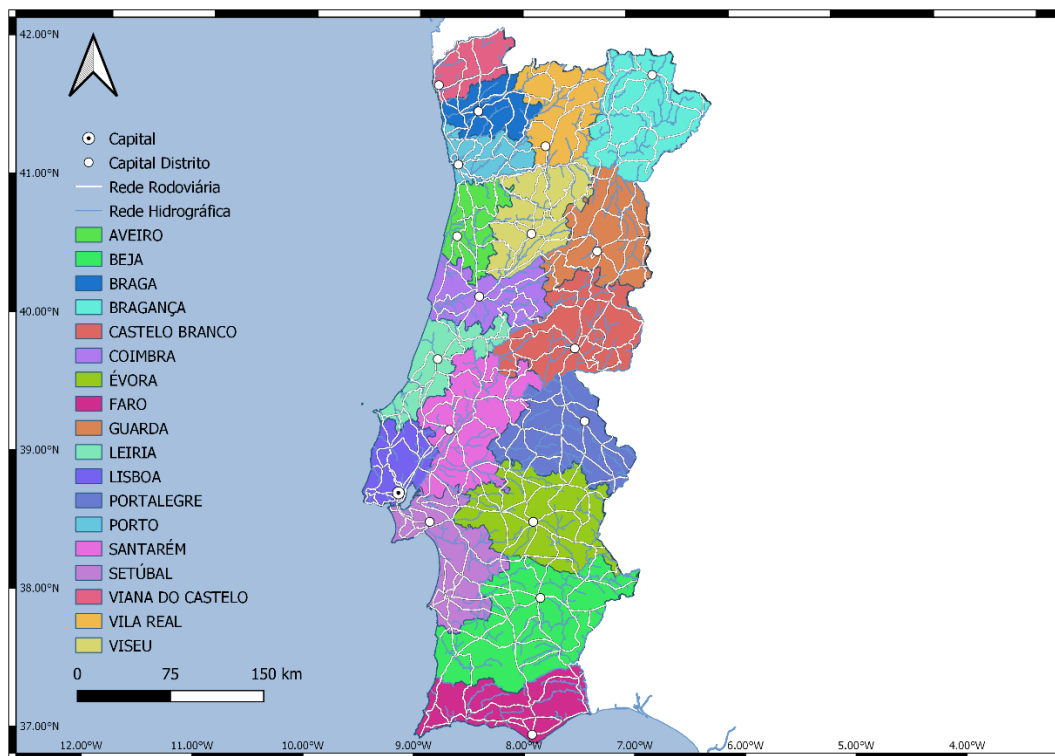 42.00°N
41.00°N
40.00°N
39.00°N
38.00°N
37.00°N
Capital
Capital Distrito
Rede Rodoviária
Rede Hidrográfica
AVEIRO
BEJA
BRAGA
BRAGANÇA
CASTELO BRANCO
COIMBRA
ÉVORA
FARO
GUARDA
LEIRIA
LISBOA
PORTALEGRE
PORTO
SANTARÉM
SETÚBAL
VIANA DO CASTELO
VILA REAL
VISEU
0 75 150 km
12.00°W 11.00°W 10.00°W 9.00°W 8.00°W 7.00°W 6.00°W 5.00°W 4.00°W 3.00°W